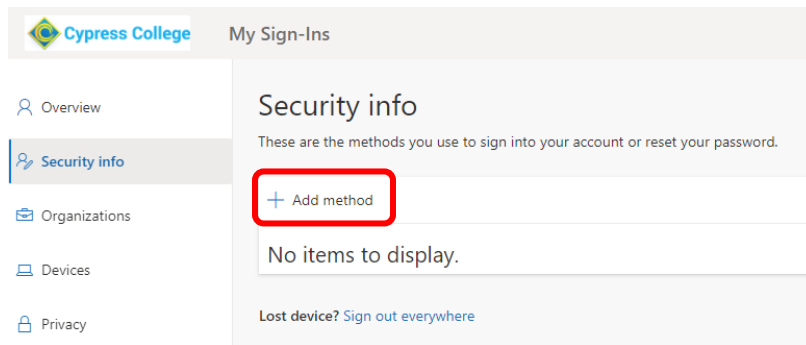 Cypress College
My Sign-Ins
Overview
Security info
Organizations
Devices
Privacy
Security info
These are the methods you use to sign into your account or reset your password.
+ Add method
No items to display.
Lost device? Sign out everywhere